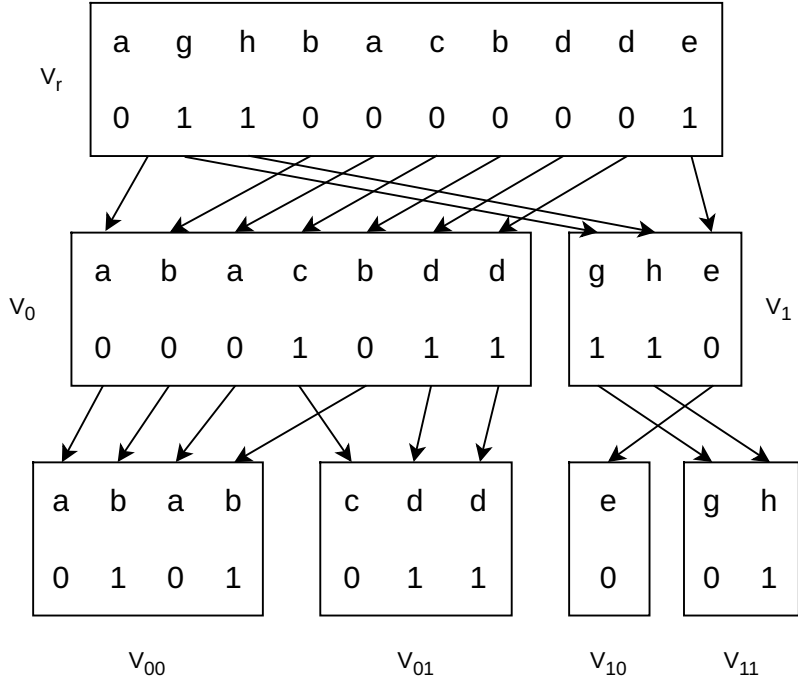 a g h b a c b d d e
V_r
0 1 1 0 0 0 0 0 0 1
a b a c b d d
g h e
V_0
V_1
0 0 0 1 0 1 1
1 1 0
a b a b
c d d
e
g h
0 1 0 1
0 1 1
0
0 1
V_00
V_01
V_10
V_11